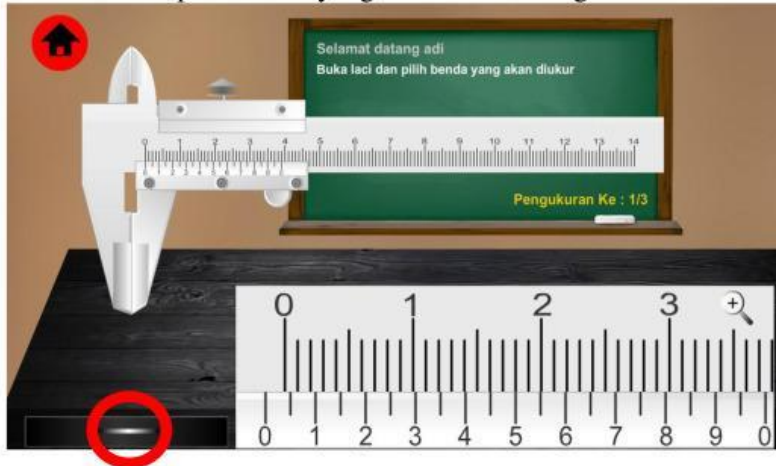 Selamat datang adi
Buka laci dan pilih benda yang akan diukur
0 1 2 3 4 5 6 7 8 9 10 11 12 13 14
Pengukuran Ke : 1/3
0 1 2 3
0 1 2 3 4 5 6 7 8 9 0